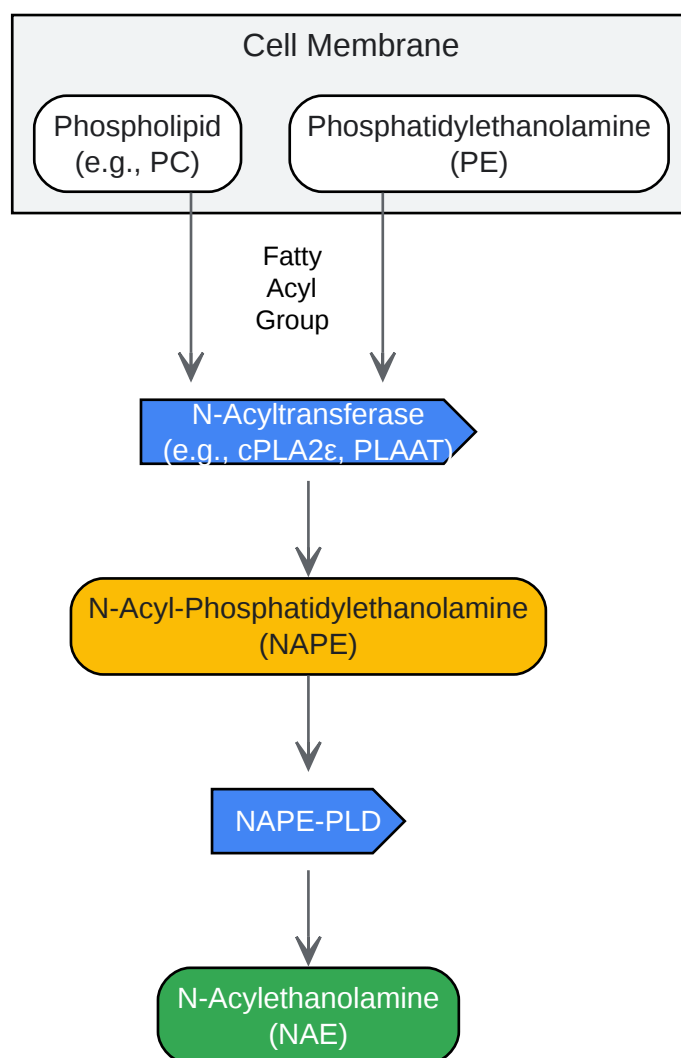 Cell Membrane
Phospholipid
(e.g., PC)
Phosphatidylethanolamine
(PE)
Fatty
Acyl
Group
N-Acyltransferase
(e.g., cPLA2ε, PLAAT)
N-Acyl-Phosphatidylethanolamine
(NAPE)
NAPE-PLD
N-Acylethanolamine
(NAE)